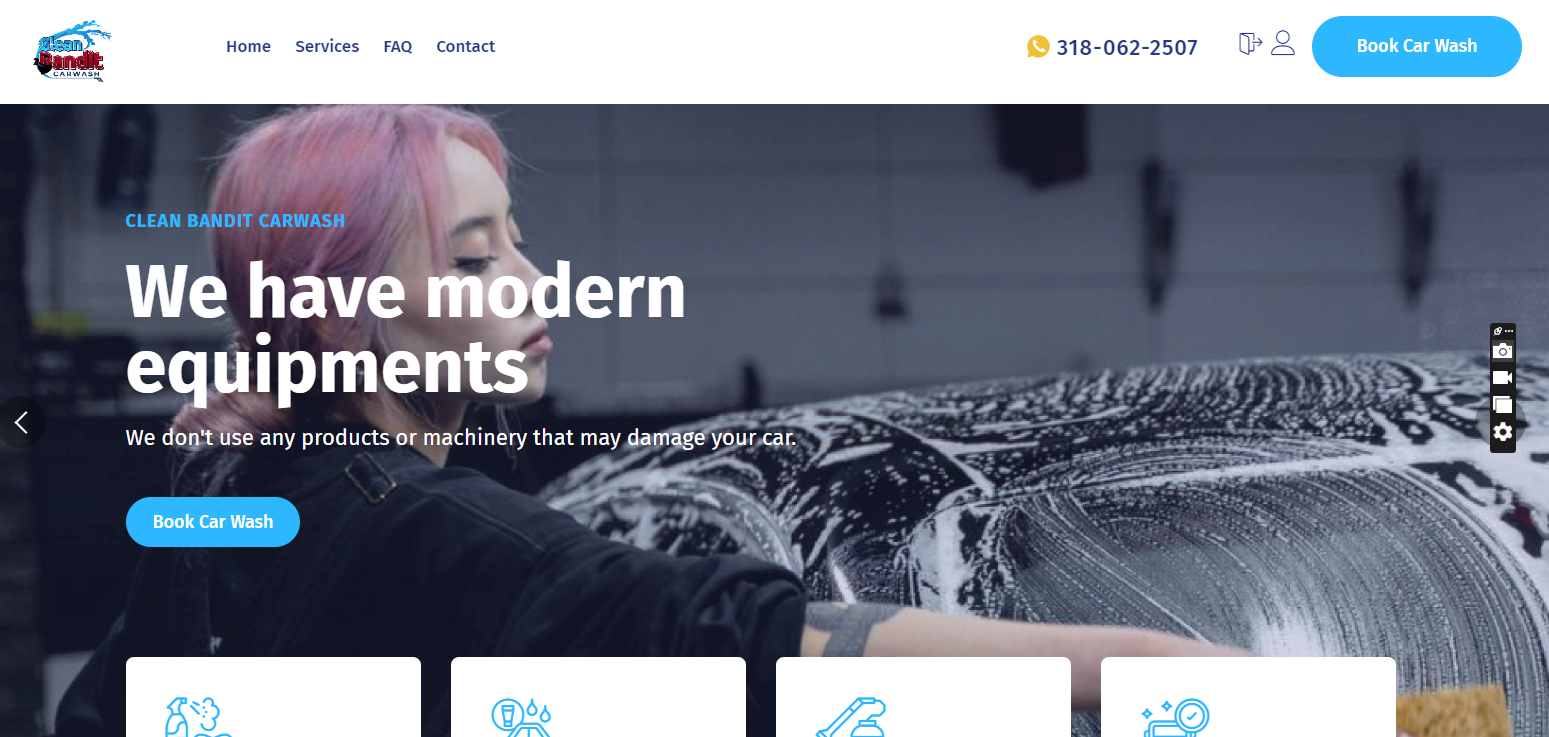 Clean
Bandit
CARWASH
Home Services FAQ Contact
318-062-2507
Book Car Wash
CLEAN BANDIT CARWASH
We have modern
equipments
We don't use any products or machinery that may damage your car.
Book Car Wash